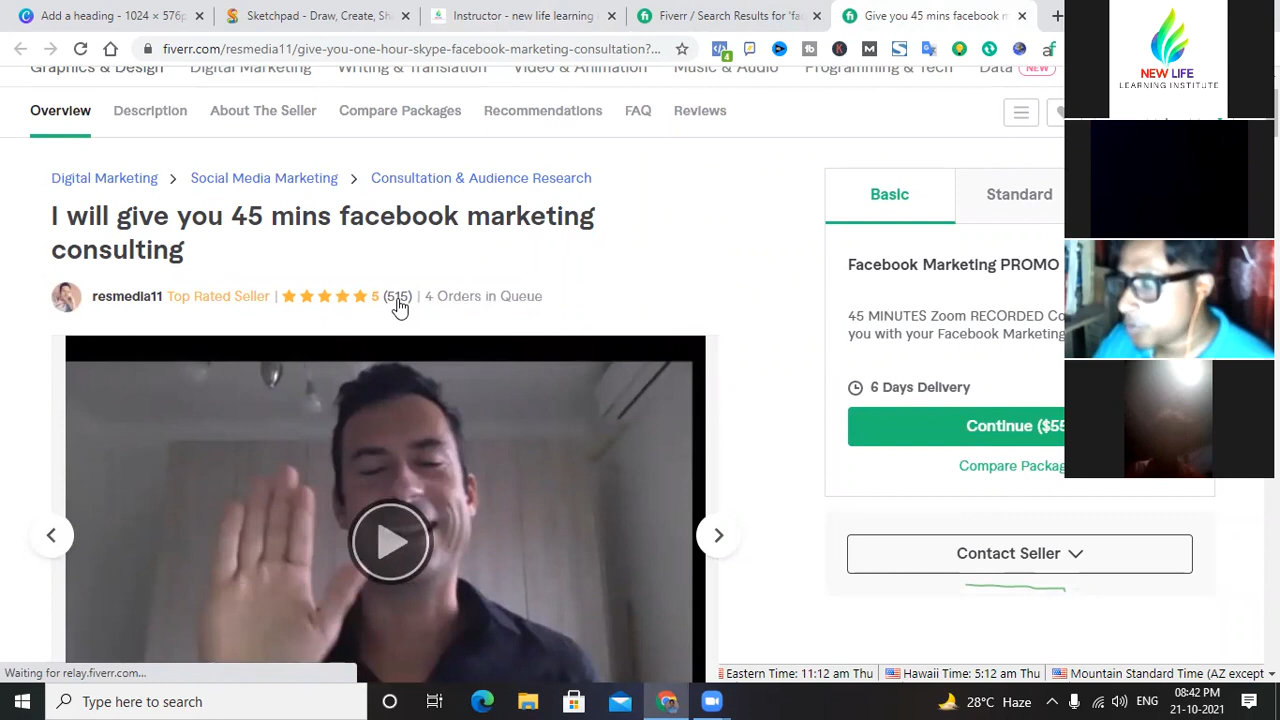 Add a heading - 1024 × 576p
Sketchpad - Draw, Create, Sha
Instructor - new life learning
Fiverr / Search Results for 'fac
Give you 45 mins facebook m
fiverr.com/resmedia11/give-you-one-hour-skype-facebook-marketing-consultation?...
4
Graphics & Design Digital Marketing Writing & Translation Video & Animation Music & Audio Programming & Tech Data NEW
Overview Description About The Seller Compare Packages Recommendations FAQ Reviews
Digital Marketing > Social Media Marketing > Consultation & Audience Research
I will give you 45 mins facebook marketing
consulting
resmedia11 Top Rated Seller | 5 (515) | 4 Orders in Queue
Basic Standard
Facebook Marketing PROMO
45 MINUTES Zoom RECORDED Co
you with your Facebook Marketing
6 Days Delivery
Continue ($55
Compare Packag
Contact Seller
NEW LIFE
LEARNING INSTITUTE
Waiting for relay.fiverr.com...
Eastern Time: 11:12 am Thu Hawaii Time: 5:12 am Thu Mountain Standard Time (AZ except
Type here to search
28°C Haze
ENG
08:42 PM
21-10-2021